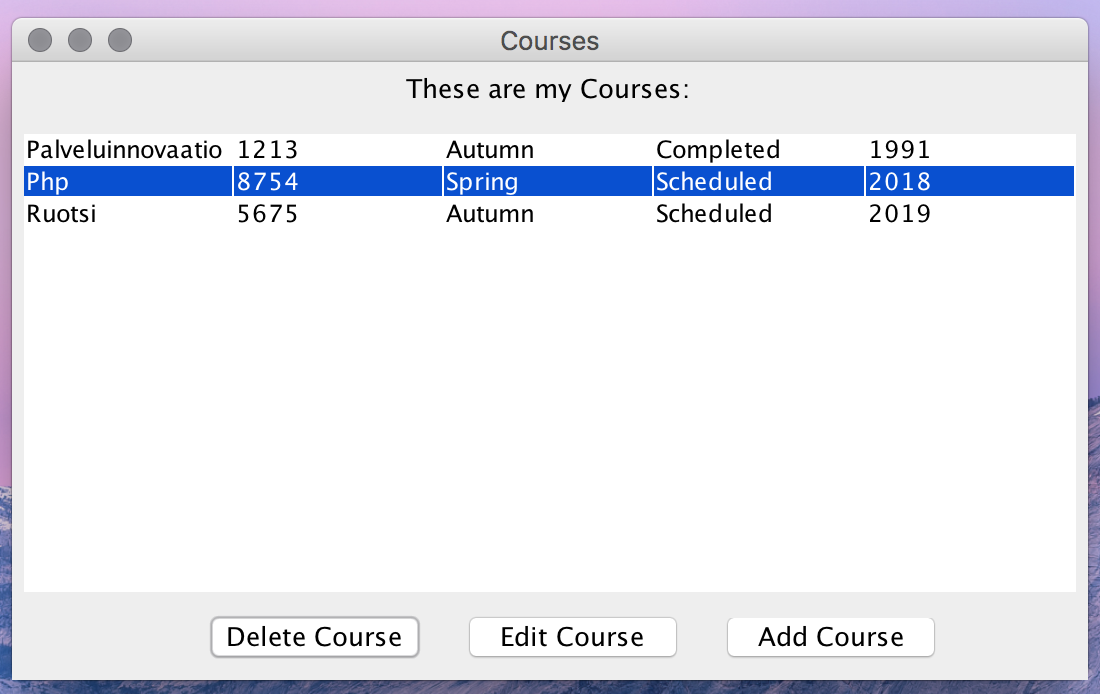 Courses
These are my Courses:
Palveluinnovaatio 1213 Autumn Completed 1991
Php 8754 Spring Scheduled 2018
Ruotsi 5675 Autumn Scheduled 2019
Delete Course Edit Course Add Course